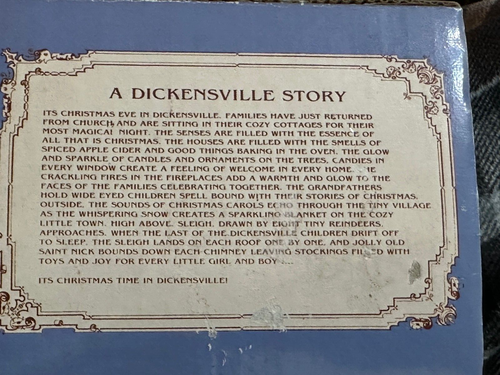 A DICKENSVILLE STORY
ITS CHRISTMAS EVE IN DICKENSVILLE. FAMILIES HAVE JUST RETURNED
FROM CHURCH AND ARE SITTING IN THEIR COZY COTTAGES FOR THEIR
MOST MAGICAL NIGHT. THE SENSES ARE FILLED WITH THE ESSENCE OF
ALL THAT IS CHRISTMAS. THE HOUSES ARE FILLED WITH THE SMELLS OF
SPICED APPLE CIDER AND GOOD THINGS BAKING IN THE OVEN. THE GLOW
AND SPARKLE OF CANDLES AND ORNAMENTS ON THE TREES, CANDIES IN
EVERY WINDOW CREATE A FEELING OF WELCOME IN EVERY HOME.
CRACKLING FIRES IN THE FIREPLACES ADD A WARMTH AND GLOW TO THE
FACES OF THE FAMILIES CELEBRATING TOGETHER. THE GRANDFATHERS
HOLD WIDE EYED CHILDREN SPELL BOUND WITH THEIR STORIES OF CHRISTMAS.
OUTSIDE, THE SOUNDS OF CHRISTMAS CAROLS ECHO THROUGH THE TINY VILLAGE
AS THE WHISPERING SNOW CREATES A SPARKLING BLANKET ON THE COZY
LITTLE TOWN. HIGH ABOVE, SLEIGH, DRAWN BY EIGHT TINY REINDEERS,
APPROACHES. WHEN THE LAST OF THE DICKENSVILLE CHILDREN DRIFT OFF
TO SLEEP, THE SLEIGH LANDS ON EACH ROOF ONE BY ONE, AND JOLLY OLD
SAINT NICK BOUNDS DOWN EACH CHIMNEY LEAVING STOCKINGS FILLED WITH
TOYS AND JOY FOR EVERY LITTLE GIRL AND BOY....
ITS CHRISTMAS TIME IN DICKENSVILLE!